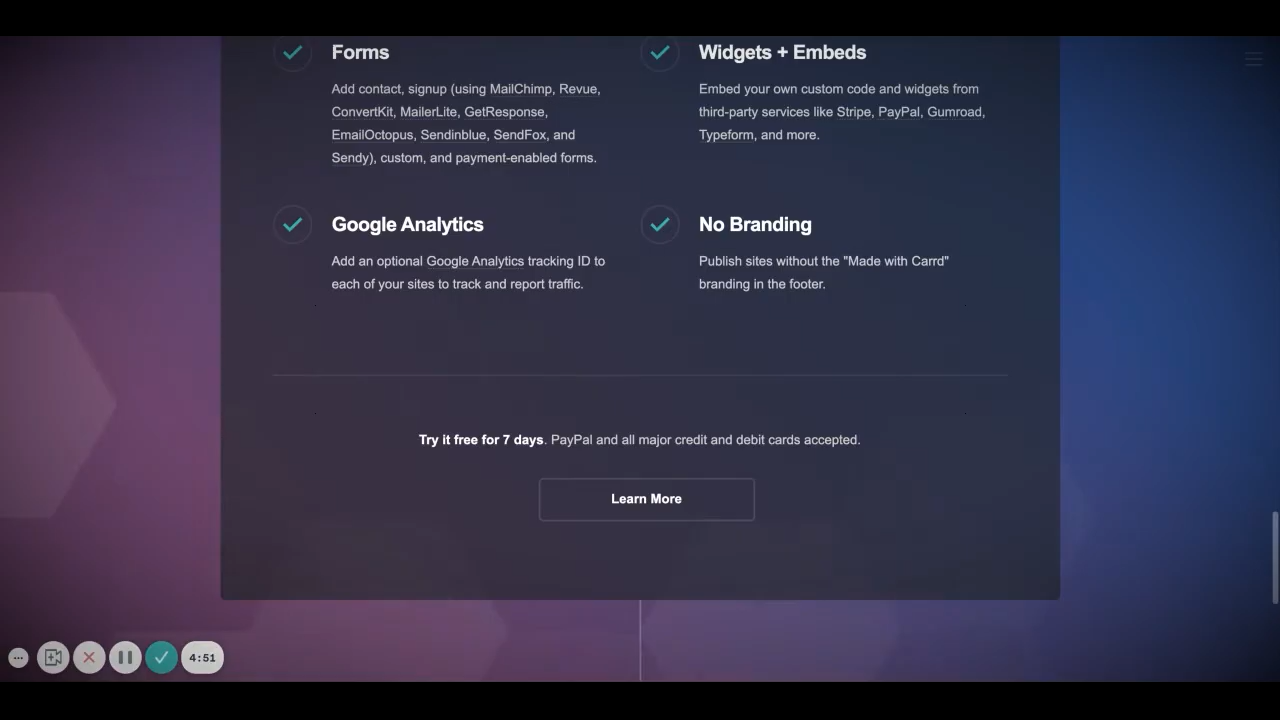 Forms
Add contact, signup (using MailChimp, Revue,
ConvertKit, MailerLite, GetResponse,
EmailOctopus, Sendinblue, SendFox, and
Sendy), custom, and payment-enabled forms.
Widgets + Embeds
Embed your own custom code and widgets from
third-party services like Stripe, PayPal, Gumroad,
Typeform, and more.
Google Analytics
Add an optional Google Analytics tracking ID to
each of your sites to track and report traffic.
No Branding
Publish sites without the "Made with Carrd"
branding in the footer.
Try it free for 7 days. PayPal and all major credit and debit cards accepted.
Learn More
4:51